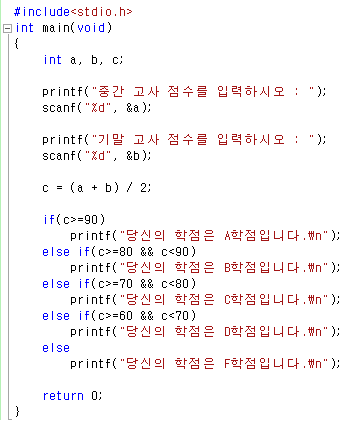 #include<stdio.h>
int main(void)
{
int a, b, c;
printf("중간 고사 점수를 입력하시오 : ");
scanf("%d", &a);
printf("기말 고사 점수를 입력하시오 : ");
scanf("%d", &b);
c = (a + b) / 2;
if(c>=90)
printf("당신의 학점은 A학점입니다.₩n");
else if(c>=80 && c<90)
printf("당신의 학점은 B학점입니다.₩n");
else if(c>=70 && c<80)
printf("당신의 학점은 C학점입니다.₩n");
else if(c>=60 && c<70)
printf("당신의 학점은 D학점입니다.₩n");
else
printf("당신의 학점은 F학점입니다.₩n");
return 0;
}